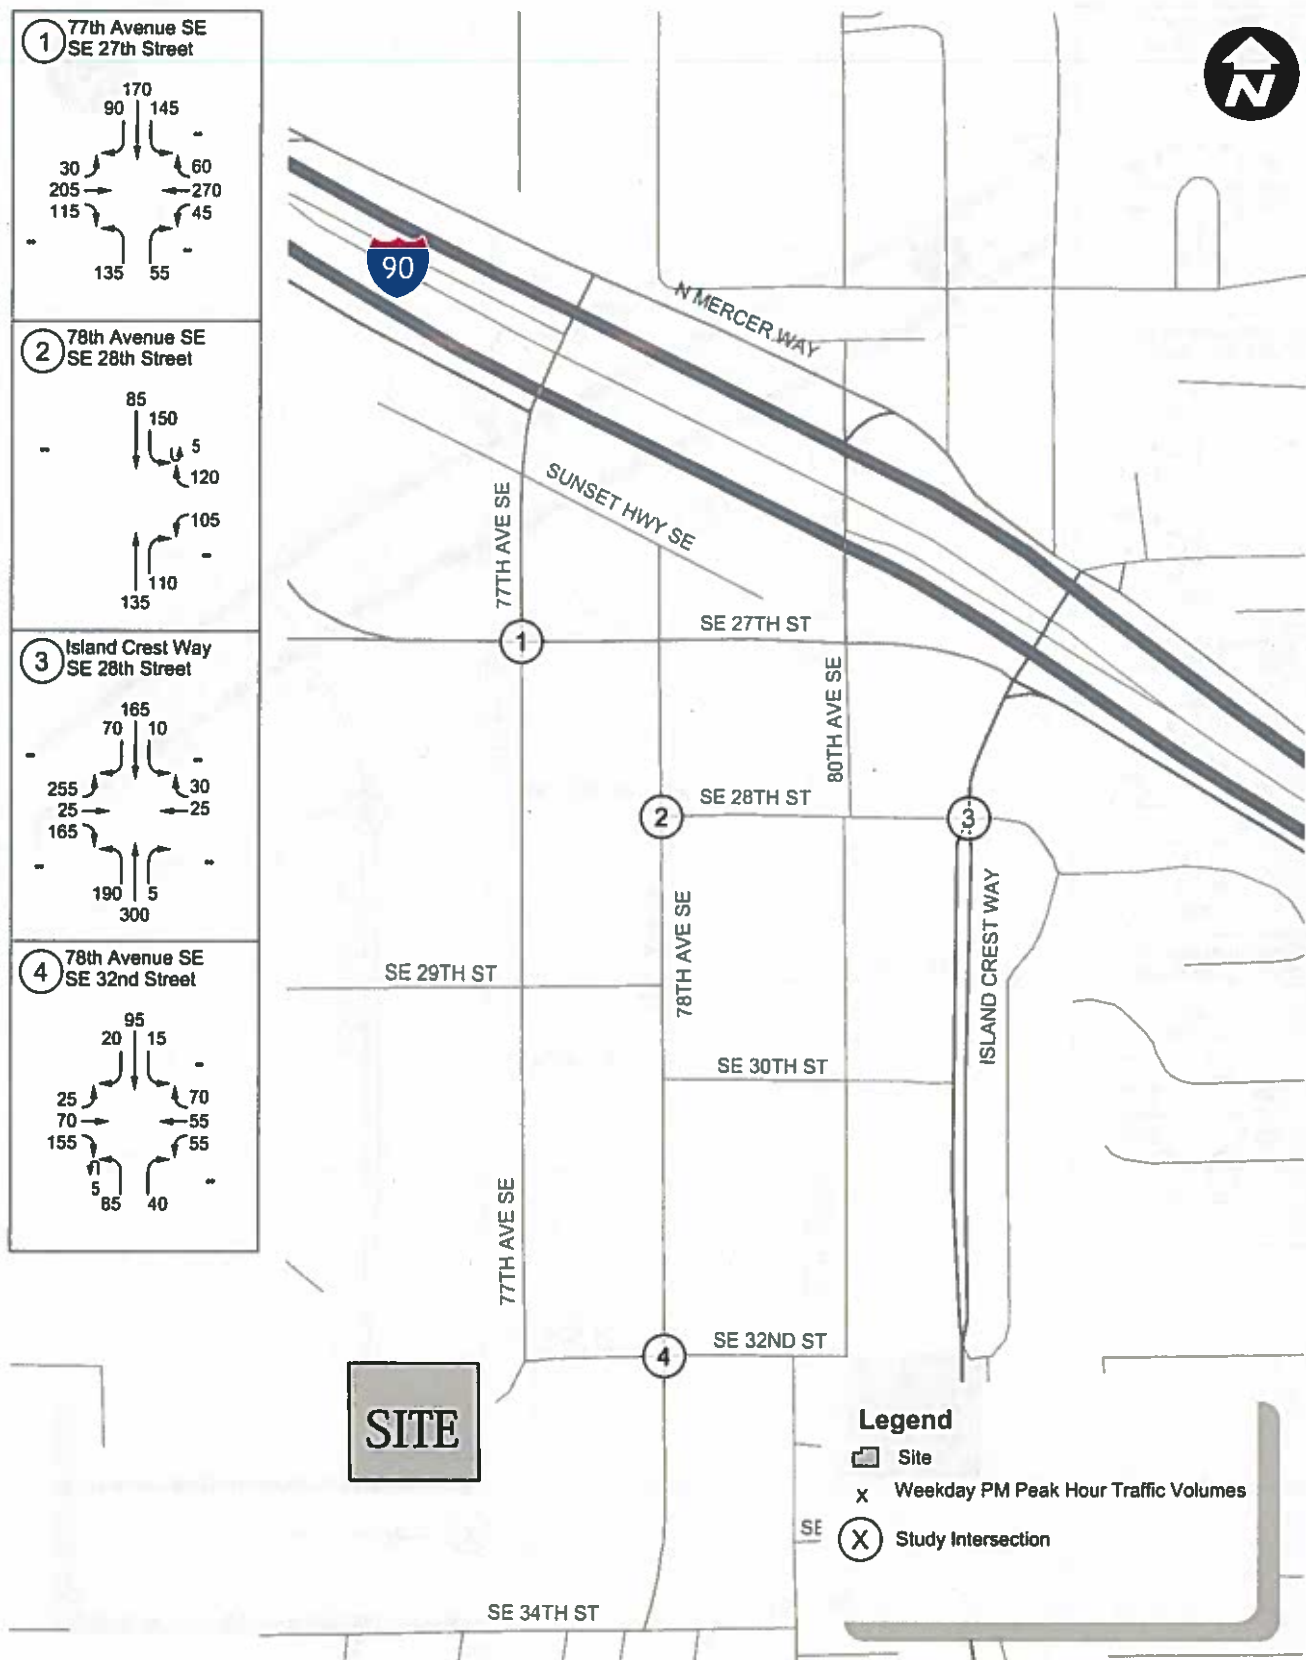 1
77th Avenue SE
SE 27th Street
170
90
145
30
60
205
270
115
45
135
55
2
78th Avenue SE
SE 28th Street
85
150
5
120
105
110
135
3
Island Crest Way
SE 28th Street
165
70
10
255
30
25
25
165
190
5
300
4
78th Avenue SE
SE 32nd Street
95
20
15
25
70
70
55
155
55
5
85
40
N
90
N MERCER WAY
SUNSET HWY SE
77TH AVE SE
1
SE 27TH ST
80TH AVE SE
2
SE 28TH ST
3
78TH AVE SE
ISLAND CREST WAY
SE 29TH ST
SE 30TH ST
77TH AVE SE
4
SE 32ND ST
SITE
SE
SE 34TH ST
Legend
Site
x Weekday PM Peak Hour Traffic Volumes
X Study Intersection